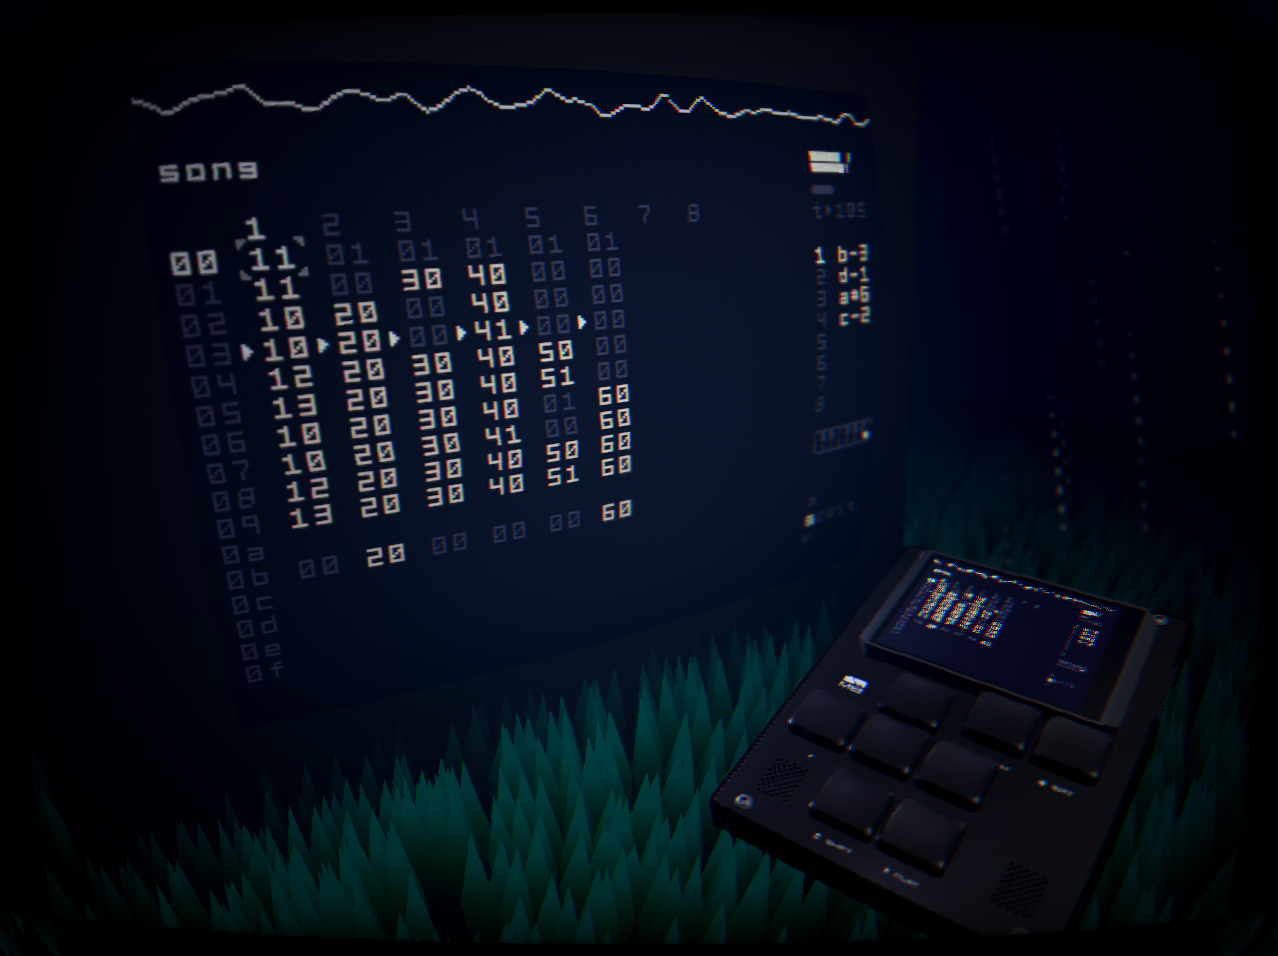 song
1 2 3 4 5 6 7 8
00 11 01 01 01 01 01
01 11 00 30 40 00 00
02 10 20 00 40 00 00
03 10 20 00 41 00 00
04 12 20 30 40 50 00
05 13 20 30 40 51 00
06 10 20 30 40 01 60
07 10 20 30 41 00 60
08 12 20 30 40 50 60
09 13 20 30 40 51 60
0a
0b 00 20 00 00 00 60
0c
0d
0e
0f
t>105
1 b-3
2 d-1
3 a#6
4 c-2
5
6
7
8
M8